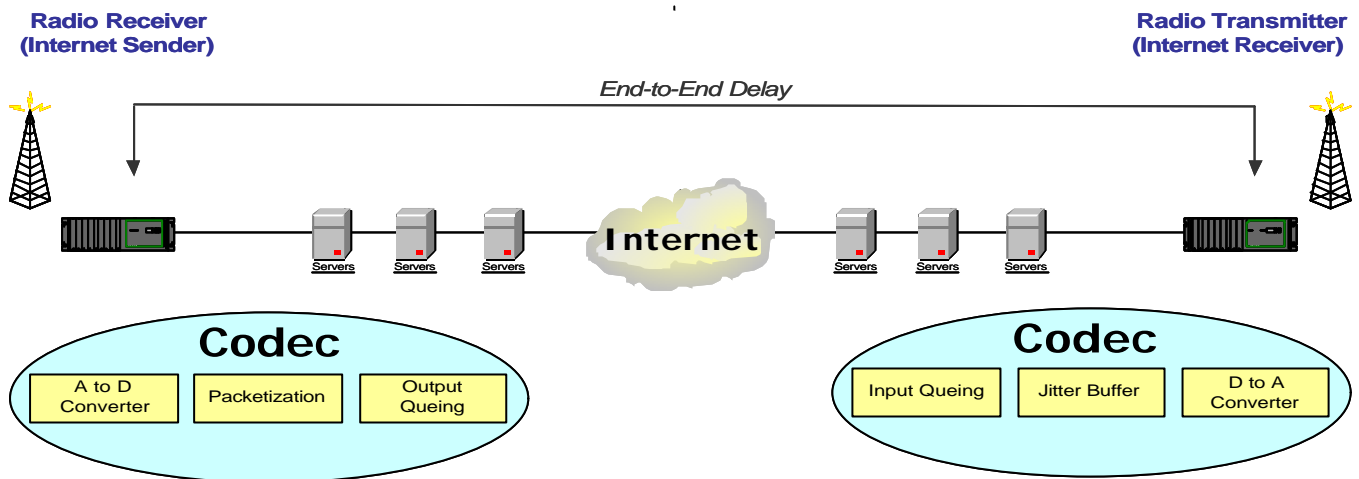 Radio Receiver
(Internet Sender)
Radio Transmitter
(Internet Receiver)
End-to-End Delay
Internet
Servers
Servers
Servers
Servers
Servers
Servers
Codec
A to D
Converter
Packetization
Output
Queing
Codec
Input Queing
Jitter Buffer
D to A
Converter